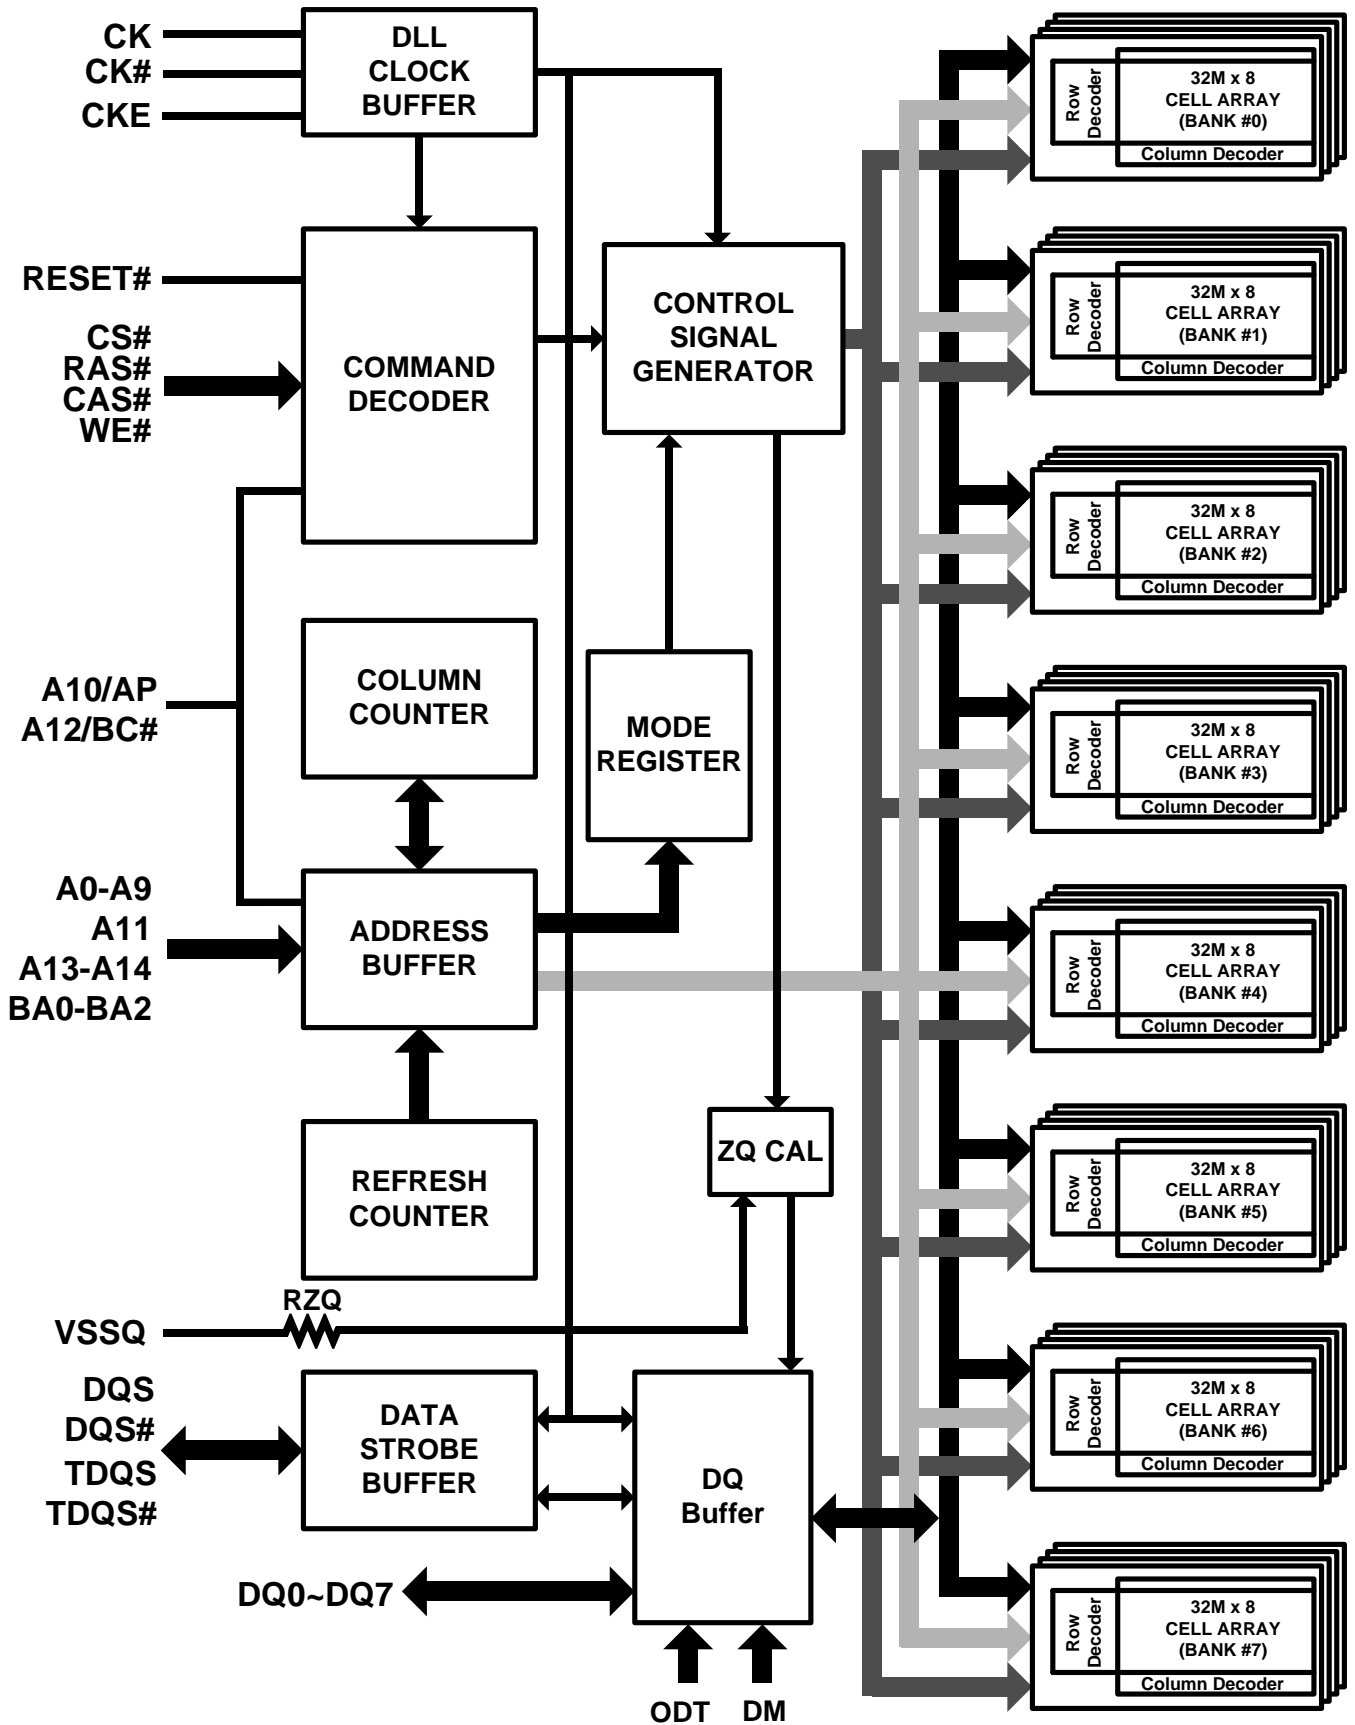 CK
CK#
CKE
DLL
CLOCK
BUFFER
RESET#
CS#
RAS#
CAS#
WE#
COMMAND
DECODER
CONTROL
SIGNAL
GENERATOR
A10/AP
A12/BC#
COLUMN
COUNTER
MODE
REGISTER
A0-A9
A11
A13-A14
BA0-BA2
ADDRESS
BUFFER
REFRESH
COUNTER
ZQ CAL
RZQ
VSSQ
DQS
DQS#
TDQS
TDQS#
DATA
STROBE
BUFFER
DQ
Buffer
DQ0~DQ7
ODT
DM
Row
Decoder
32M x 8
CELL ARRAY
(BANK #0)
Column Decoder
Row
Decoder
32M x 8
CELL ARRAY
(BANK #1)
Column Decoder
Row
Decoder
32M x 8
CELL ARRAY
(BANK #2)
Column Decoder
Row
Decoder
32M x 8
CELL ARRAY
(BANK #3)
Column Decoder
Row
Decoder
32M x 8
CELL ARRAY
(BANK #4)
Column Decoder
Row
Decoder
32M x 8
CELL ARRAY
(BANK #5)
Column Decoder
Row
Decoder
32M x 8
CELL ARRAY
(BANK #6)
Column Decoder
Row
Decoder
32M x 8
CELL ARRAY
(BANK #7)
Column Decoder